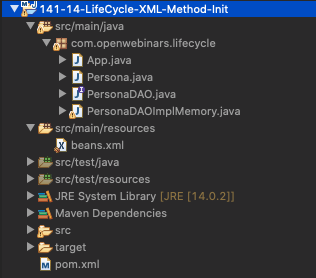 141-14-LifeCycle-XML-Method-Init
src/main/java
com.openwebinars.lifecycle
App.java
Persona.java
PersonaDAO.java
PersonaDAOImplMemory.java
src/main/resources
beans.xml
src/test/java
src/test/resources
JRE System Library [JRE [14.0.2]]
Maven Dependencies
src
target
pom.xml